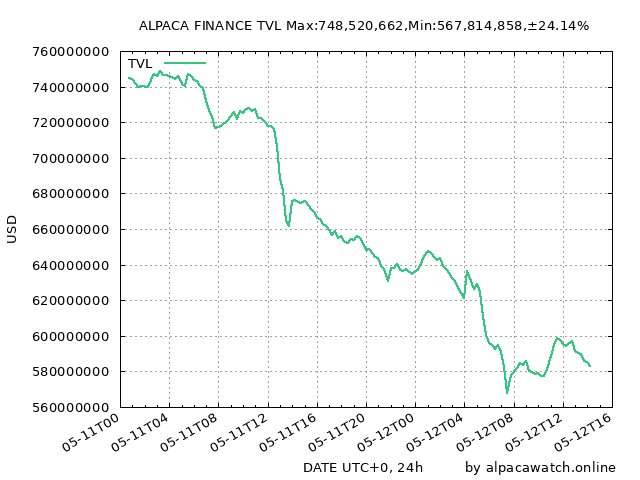 ALPACA FINANCE TVL Max:748,520,662,Min:567,814,858,±24.14%
TVL
USD
760000000
740000000
720000000
700000000
680000000
660000000
640000000
620000000
600000000
580000000
560000000
05-11T00
05-11T04
05-11T08
05-11T12
05-11T16
05-11T20
05-12T00
05-12T04
05-12T08
05-12T12
05-12T16
DATE UTC+0, 24h
by alpacawatch.online